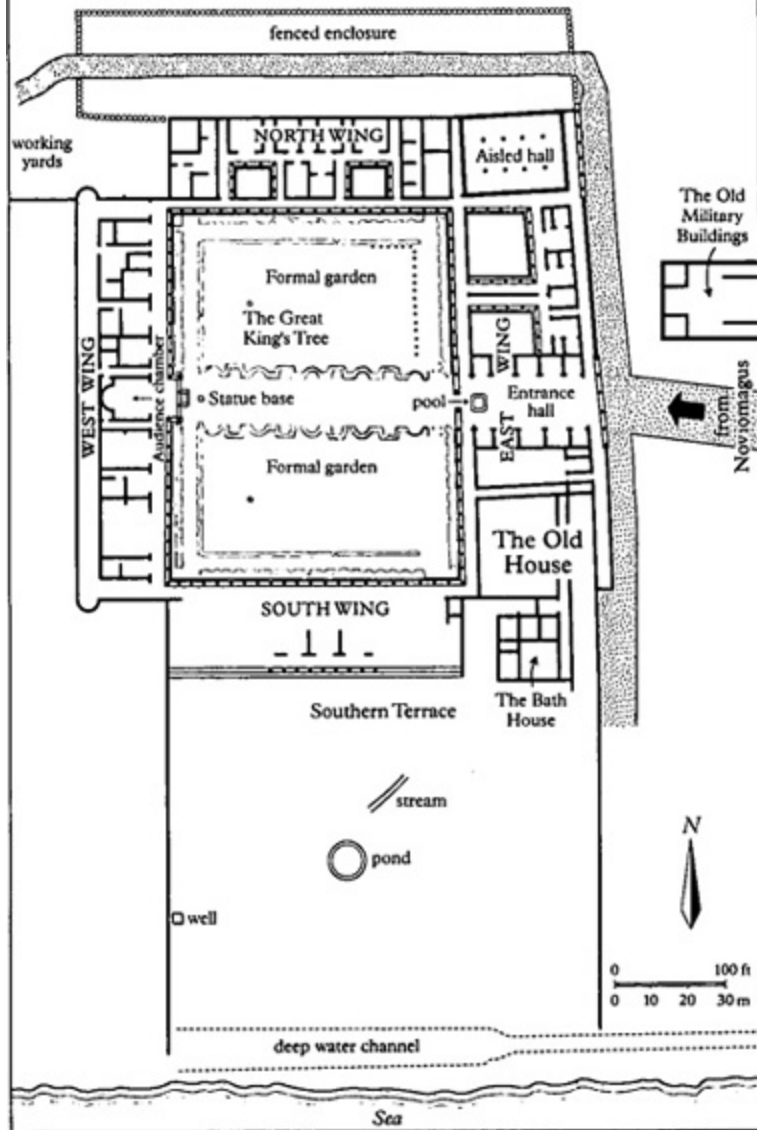 fenced enclosure
working
yards
NORTH WING
Aisled hall
The Old
Military
Buildings
Formal garden
The Great
King's Tree
WEST WING
Audience chamber
Statue base
pool
EAST WING
Entrance
hall
from
Noviomagus
Formal garden
The Old
House
SOUTH WING
The Bath
House
Southern Terrace
stream
pond
well
N
0 100 ft
0 10 20 30 m
deep water channel
Sea